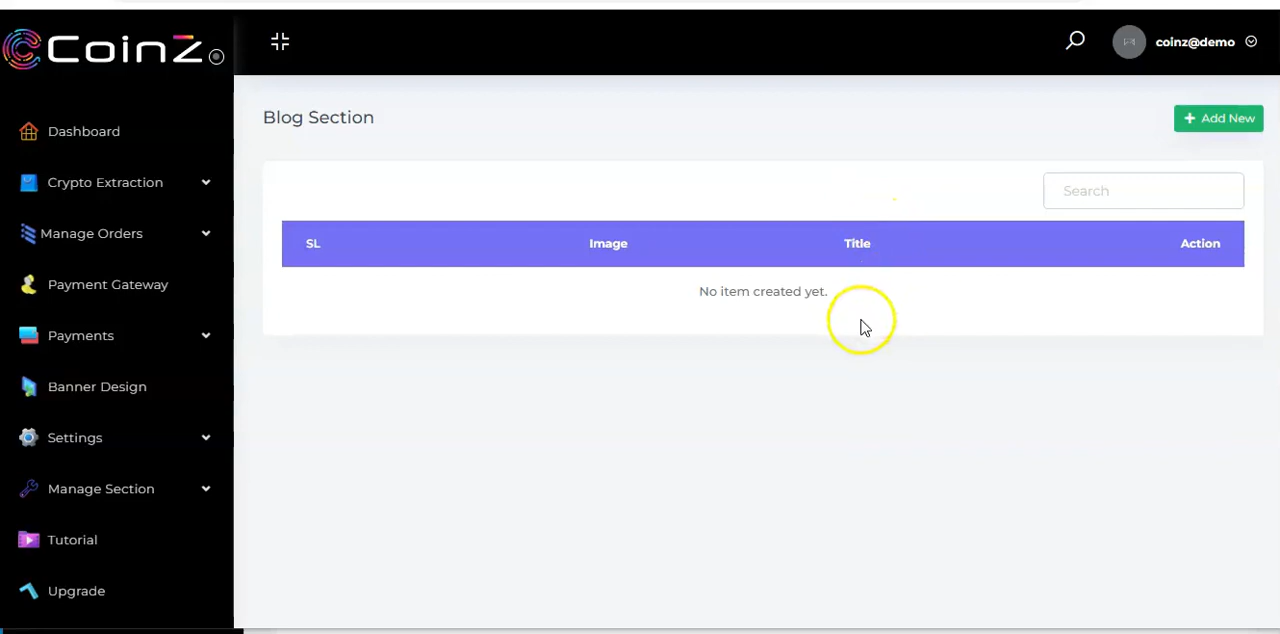 CoinZ
coinz@demo
Dashboard
Crypto Extraction
Manage Orders
Payment Gateway
Payments
Banner Design
Settings
Manage Section
Tutorial
Upgrade
Blog Section
+ Add New
Search
SL Image Title Action
No item created yet.